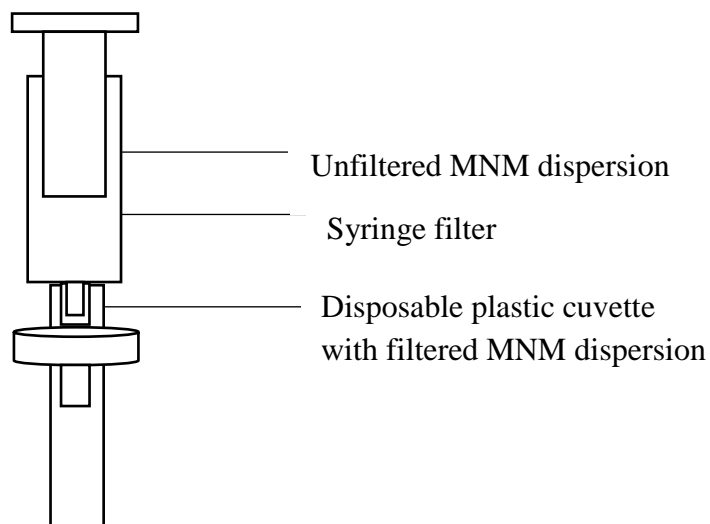 Unfiltered MNM dispersion
Syringe filter
Disposable plastic cuvette
with filtered MNM dispersion